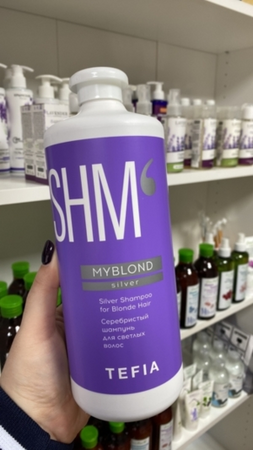 SHM
MYBLOND
silver
Silver Shampoo
for Blonde Hair
Серебристый
шампунь
для светлых
волос
TEFIA